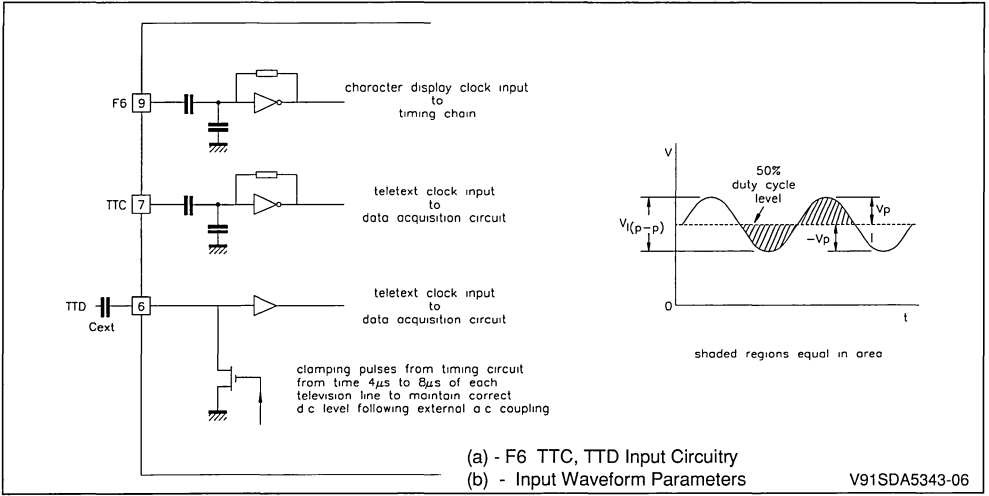 F6 9
character display clock input
to
timing chain
TTC 7
teletext clock input
to
data acquisition circuit
TTD 6
Cext
teletext clock input
to
data acquisition circuit
clamping pulses from timing circuit
from time 4μs to 8μs of each
television line to maintain correct
d c level following external a c coupling
V
50%
duty cycle
level
VI(p-p)
Vp
-Vp
0
t
shaded regions equal in area
(a) - F6 TTC, TTD Input Circuitry
(b) - Input Waveform Parameters
V91SDA5343-06